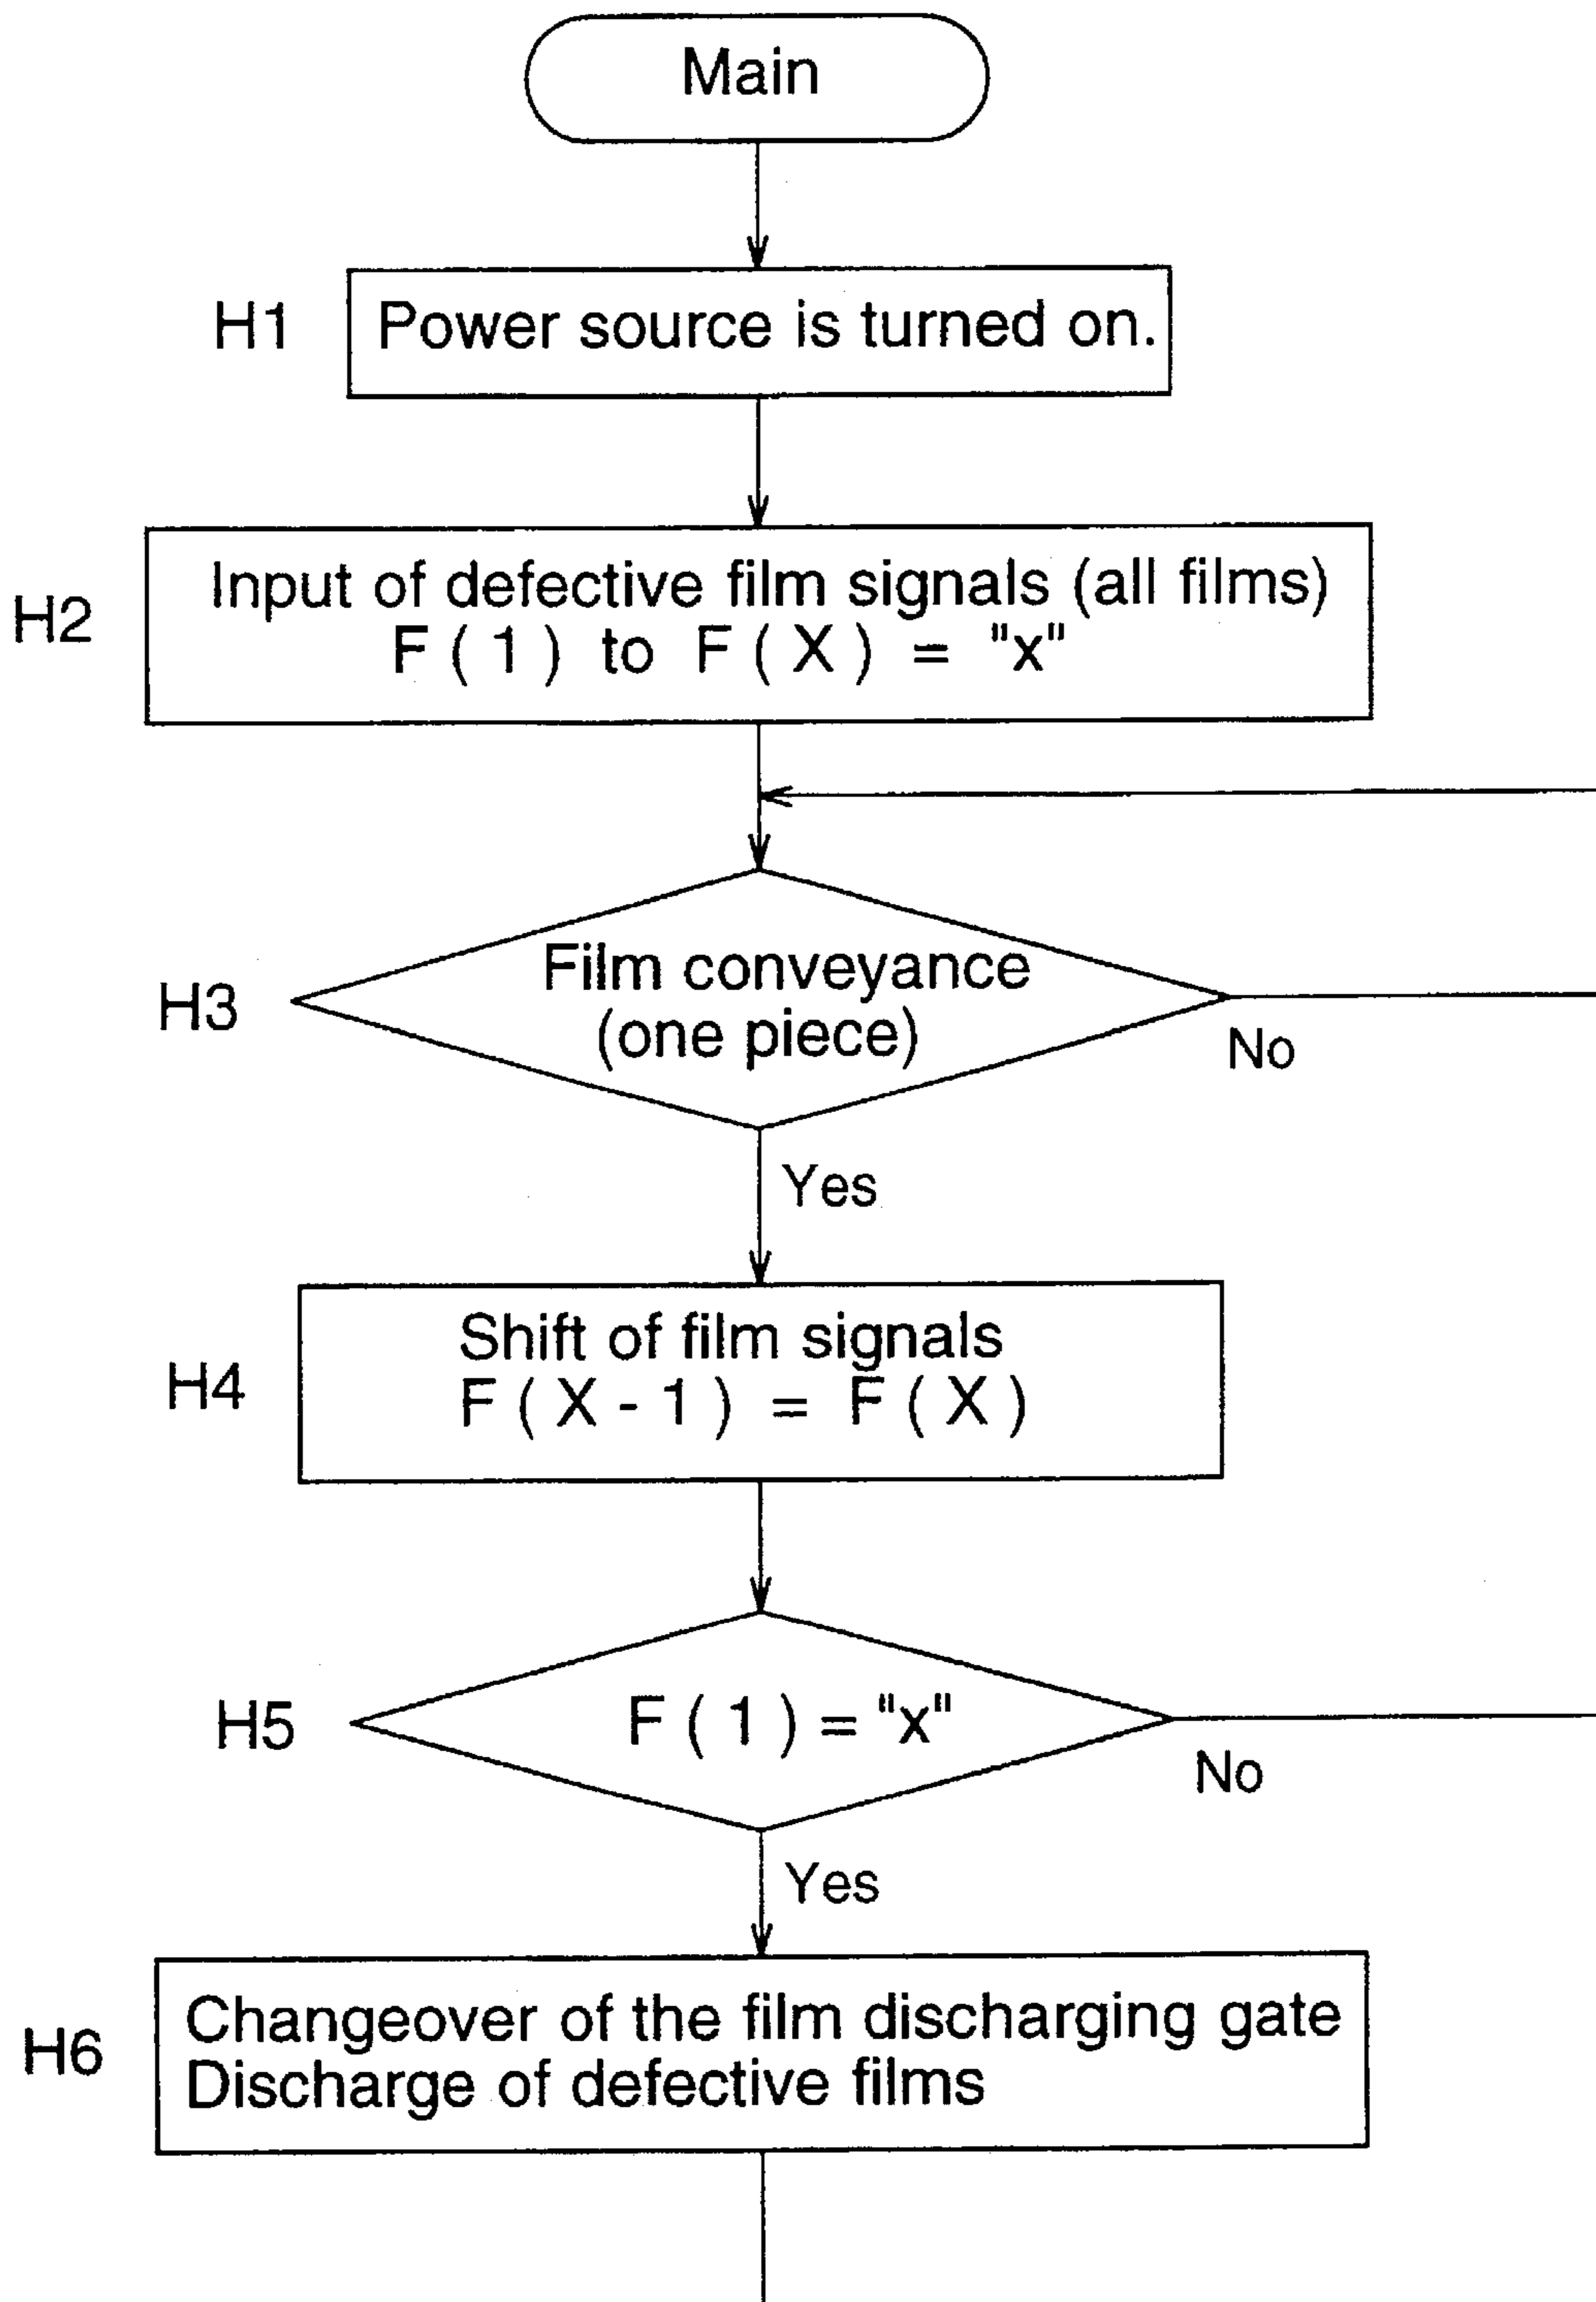 Main
H1
Power source is turned on.
H2
Input of defective film signals (all films)
F ( 1 ) to F ( X ) = "x"
H3
Film conveyance
(one piece)
No
Yes
H4
Shift of film signals
F ( X - 1 ) = F ( X )
H5
F ( 1 ) = "x"
No
Yes
H6
Changeover of the film discharging gate
Discharge of defective films